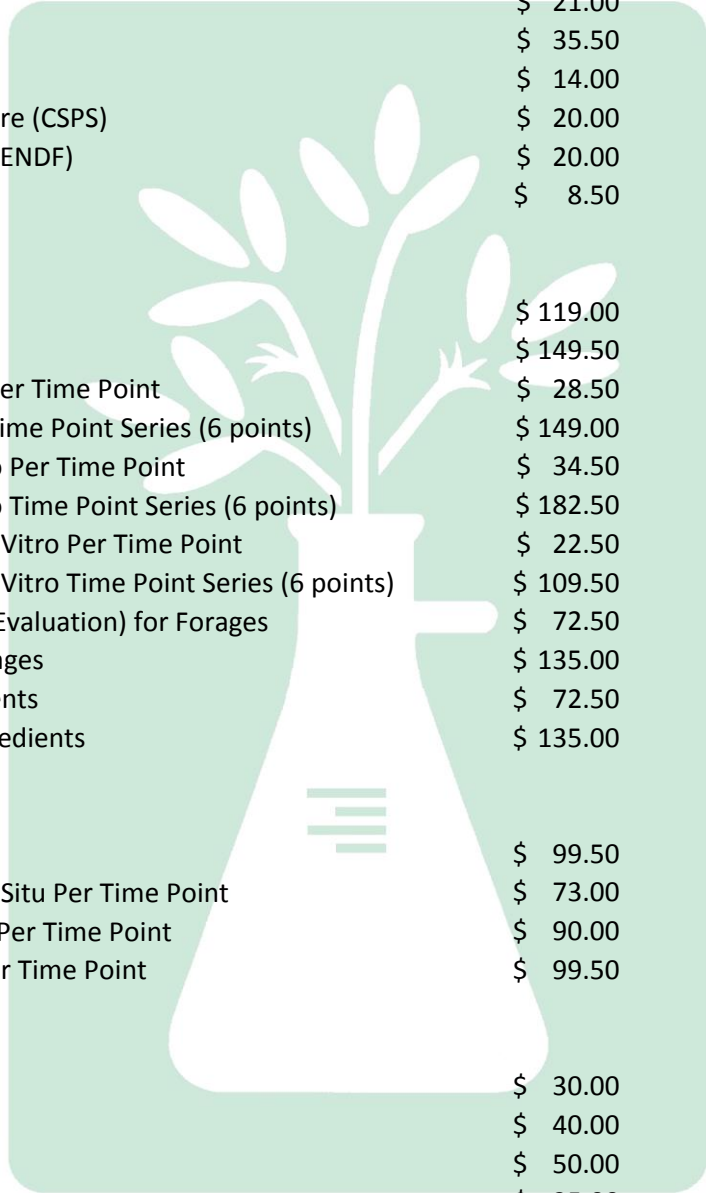 $ 21.00
$ 35.50
$ 14.00
re (CSPS) $ 20.00
ENDF) $ 20.00
$ 8.50
$ 119.00
$ 149.50
er Time Point $ 28.50
ime Point Series (6 points) $ 149.00
o Per Time Point $ 34.50
o Time Point Series (6 points) $ 182.50
Vitro Per Time Point $ 22.50
Vitro Time Point Series (6 points) $ 109.50
Evaluation) for Forages $ 72.50
ages $ 135.00
ents $ 72.50
edients $ 135.00
$ 99.50
Situ Per Time Point $ 73.00
Per Time Point $ 90.00
r Time Point $ 99.50
$ 30.00
$ 40.00
$ 50.00